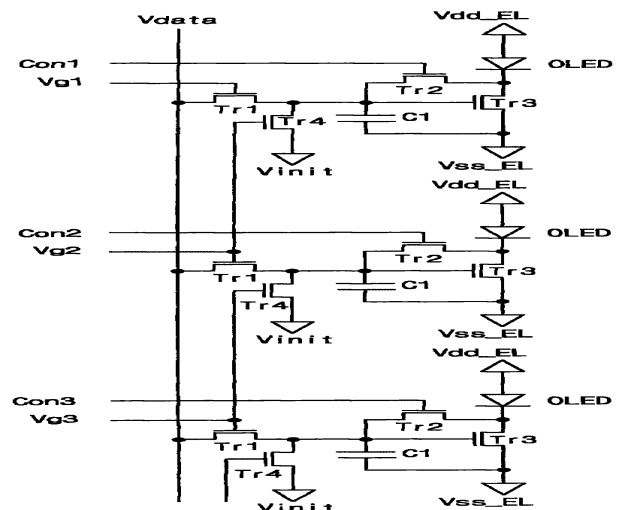 Vdata
Vdd_EL
Con1
OLED
Vg1
Tr2
Tr1
Tr3
Tr4
C1
Vinit
Vss_EL
Vdd_EL
Con2
OLED
Vg2
Tr2
Tr1
Tr3
C1
Tr4
Vinit
Vss_EL
Vdd_EL
Con3
OLED
Vg3
Tr2
Tr1
Tr3
C1
Tr4
Vinit
Vss_EL